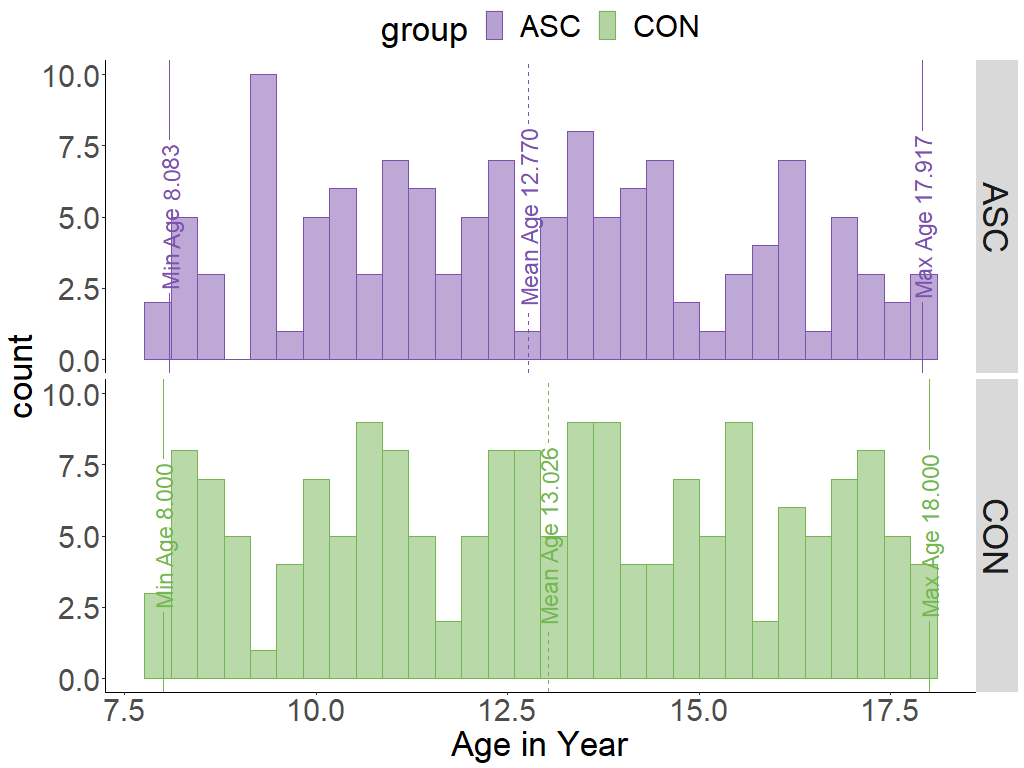 group ASC CON
10.0
7.5
5.0
2.5
0.0
Min Age 8.083
Mean Age 12.770
Max Age 17.917
ASC
count
10.0
7.5
5.0
2.5
0.0
Min Age 8.000
Mean Age 13.026
Max Age 18.000
CON
7.5 10.0 12.5 15.0 17.5
Age in Year